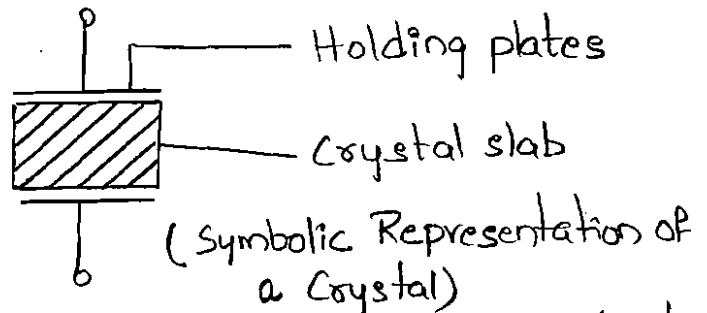 Holding plates
Crystal slab
(Symbolic Representation of
a Crystal)